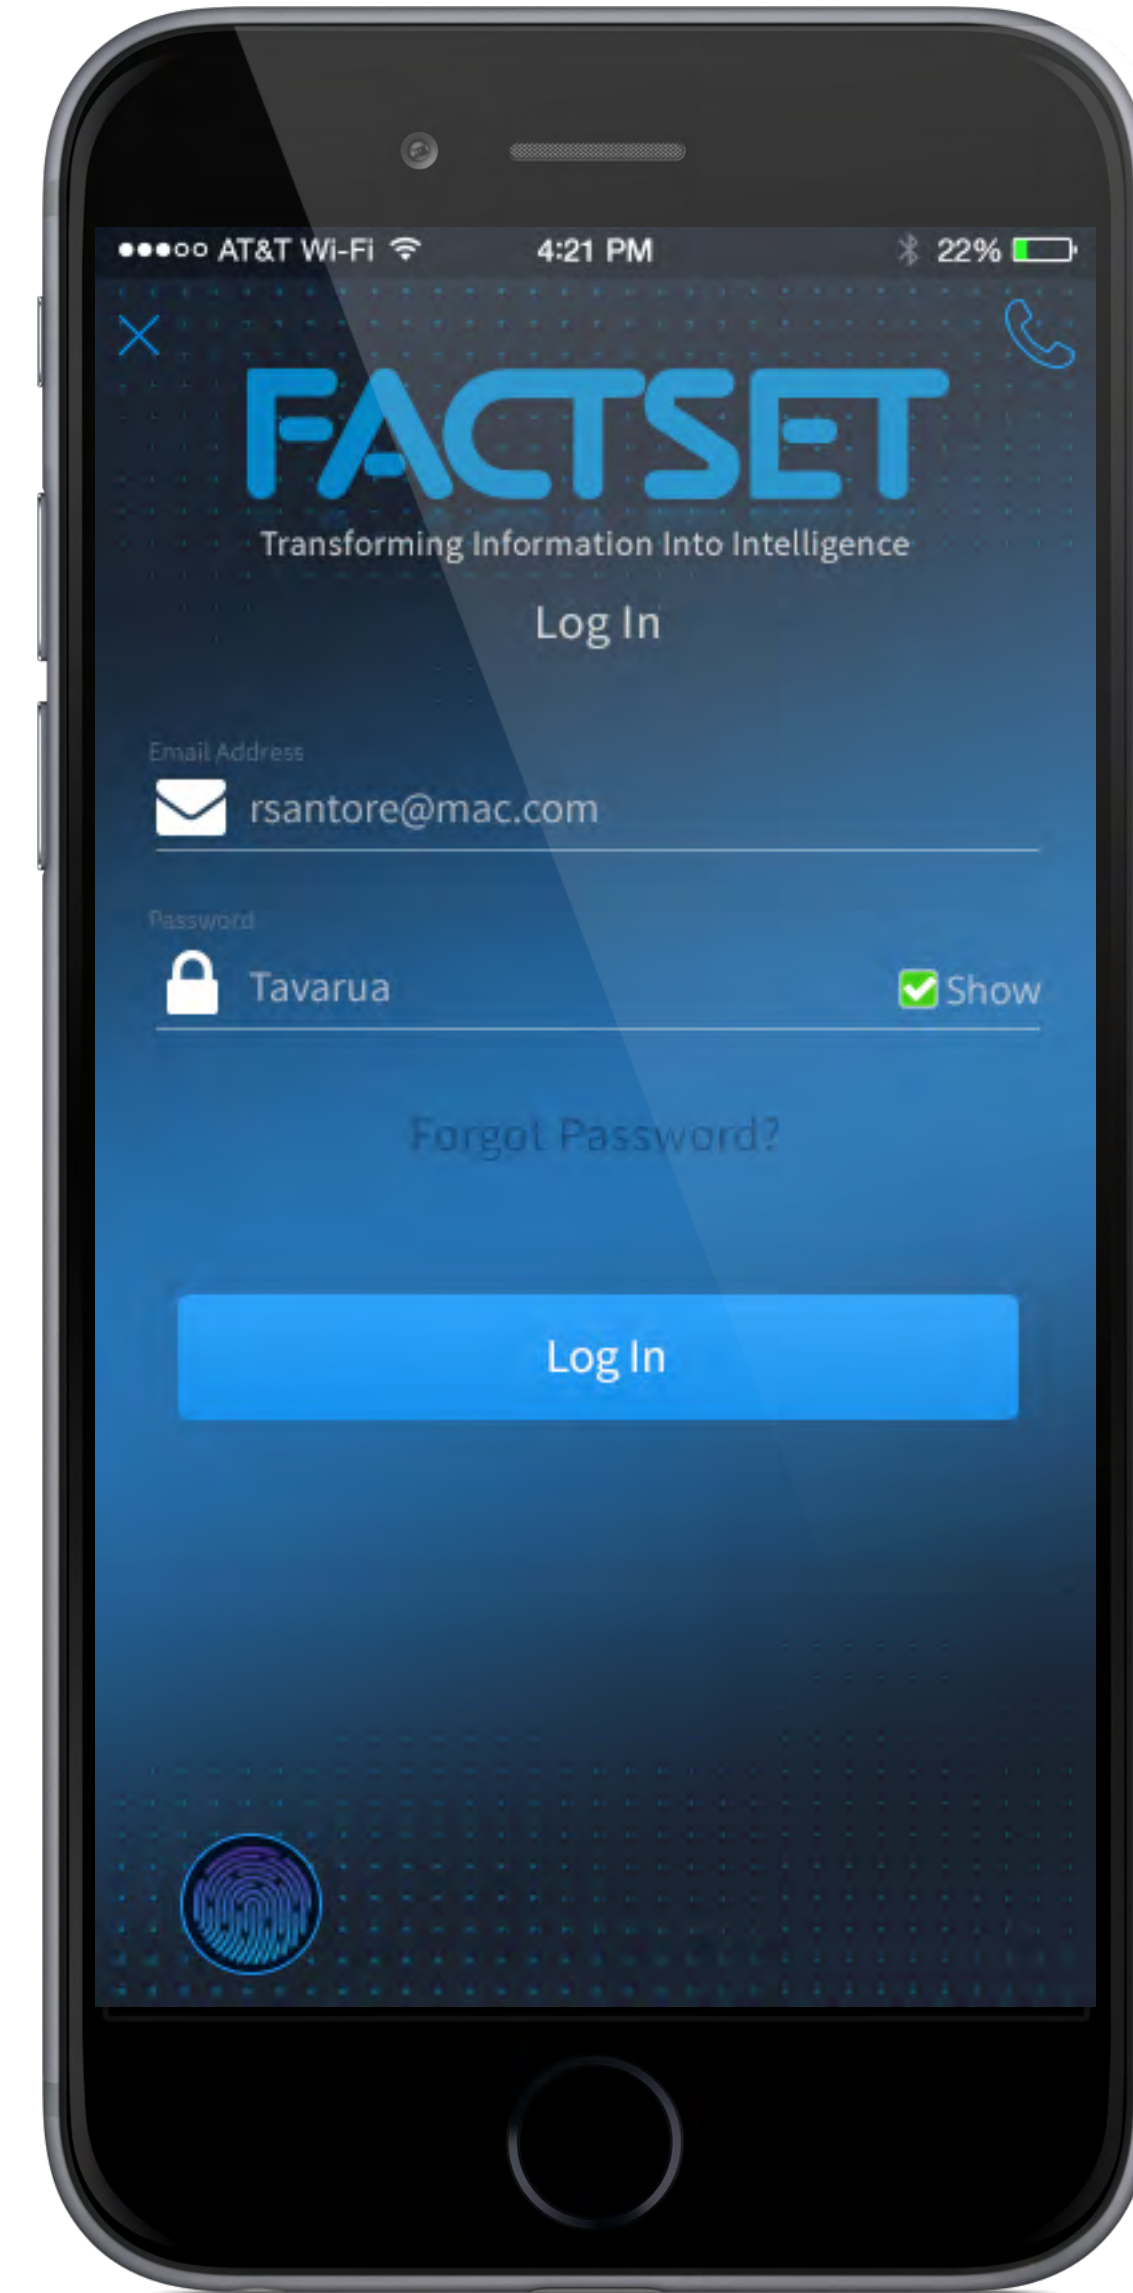 AT&T Wi-Fi 4:21 PM 22%
FACTSET
Transforming Information Into Intelligence
Log In
Email Address
rsantore@mac.com
Password
Tavarua Show
Forgot Password?
Log In